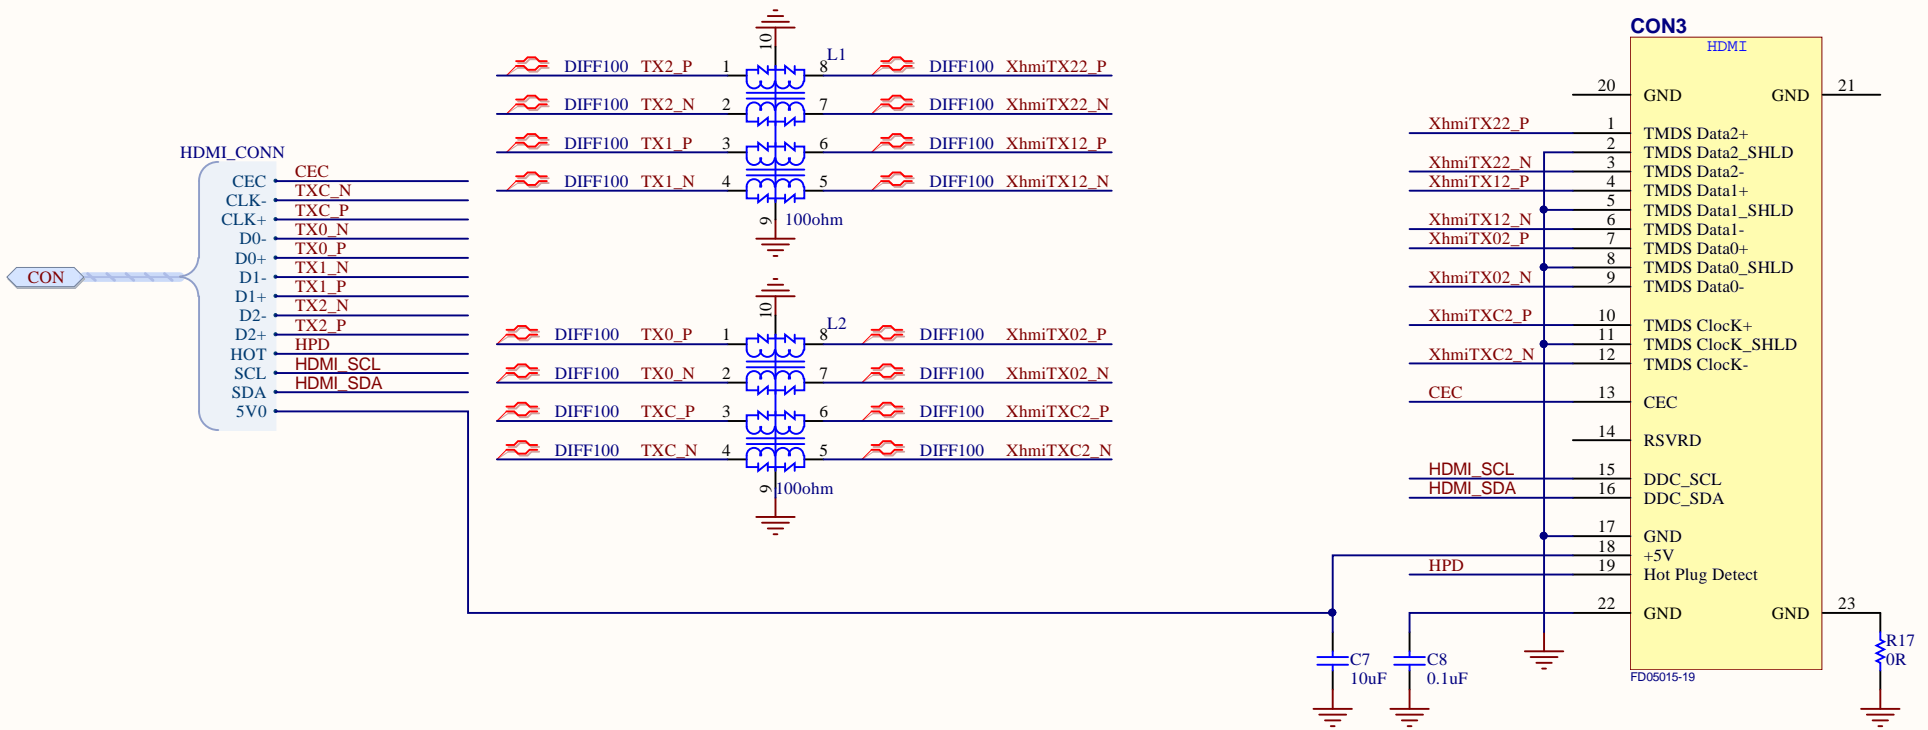 CON
HDMI_CONN
CEC CEC
CLK- TXC_N
CLK+ TXC_P
D0- TX0_N
D0+ TX0_P
D1- TX1_N
D1+ TX1_P
D2- TX2_N
D2+ TX2_P
HOT HPD
SCL HDMI_SCL
SDA HDMI_SDA
5V0
10
L1
DIFF100 TX2_P 1 8 DIFF100 XhmiTX22_P
DIFF100 TX2_N 2 7 DIFF100 XhmiTX22_N
DIFF100 TX1_P 3 6 DIFF100 XhmiTX12_P
DIFF100 TX1_N 4 5 DIFF100 XhmiTX12_N
9 100ohm
10
L2
DIFF100 TX0_P 1 8 DIFF100 XhmiTX02_P
DIFF100 TX0_N 2 7 DIFF100 XhmiTX02_N
DIFF100 TXC_P 3 6 DIFF100 XhmiTXC2_P
DIFF100 TXC_N 4 5 DIFF100 XhmiTXC2_N
9 100ohm
CON3
HDMI
20 GND GND 21
XhmiTX22_P 1 TMDS Data2+
2 TMDS Data2_SHLD
XhmiTX22_N 3 TMDS Data2-
XhmiTX12_P 4 TMDS Data1+
5 TMDS Data1_SHLD
XhmiTX12_N 6 TMDS Data1-
XhmiTX02_P 7 TMDS Data0+
8 TMDS Data0_SHLD
XhmiTX02_N 9 TMDS Data0-
XhmiTXC2_P 10 TMDS ClocK+
11 TMDS ClocK_SHLD
XhmiTXC2_N 12 TMDS ClocK-
CEC 13 CEC
14 RSVRD
HDMI_SCL 15 DDC_SCL
HDMI_SDA 16 DDC_SDA
17 GND
18 +5V
HPD 19 Hot Plug Detect
22 GND GND 23
C7
10uF
C8
0.1uF
R17
0R
FD05015-19